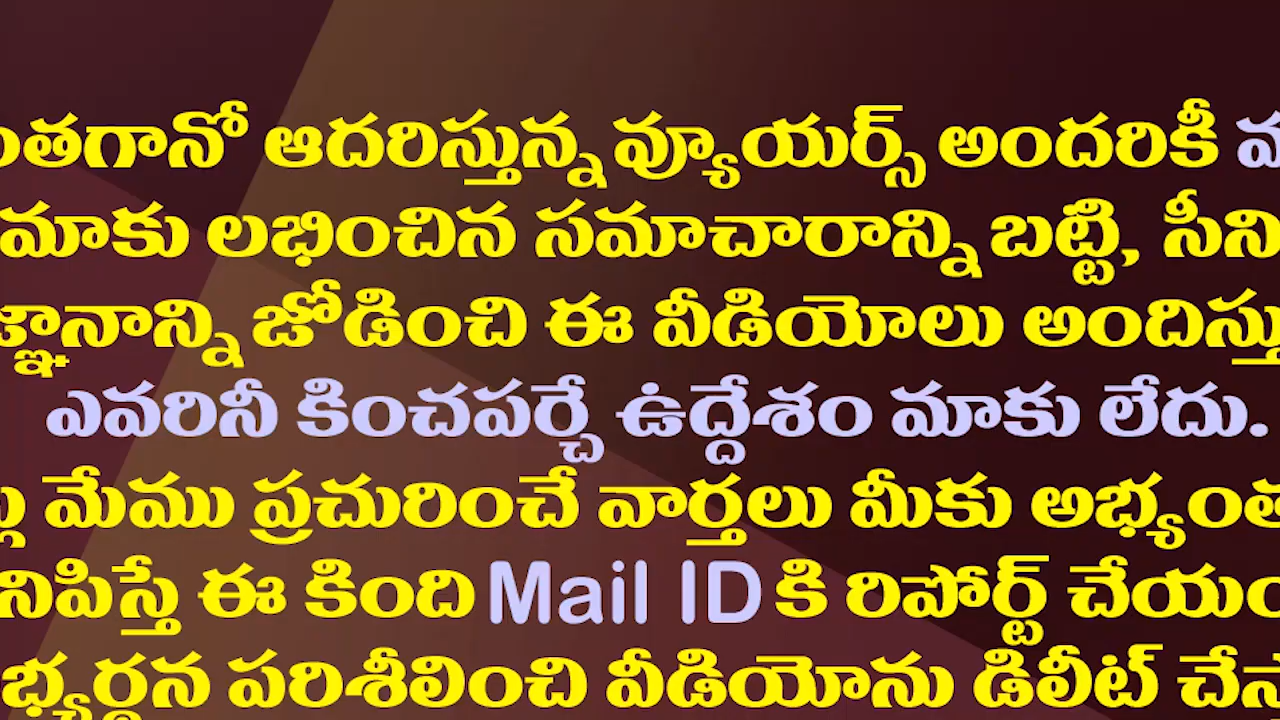 ంతగానో ఆదరిస్తున్న వ్యూయర్స్ అందరికీ
మాకు లభించిన సమాచారాన్ని బట్టి, సీని
జ్ఞానాన్ని జోడించి ఈ వీడియోలు అందిస్తు
ఎవరినీ కించపర్చే ఉద్దేశం మాకు లేదు.
మేము ప్రచురించే వార్తలు మీకు అభ్యంత
నిపిస్తే ఈ కింది Mail ID కి రిపోర్ట్ చేయం
భ్యర్థన పరిశీలించి వీడియోను డిలీట్ చేస